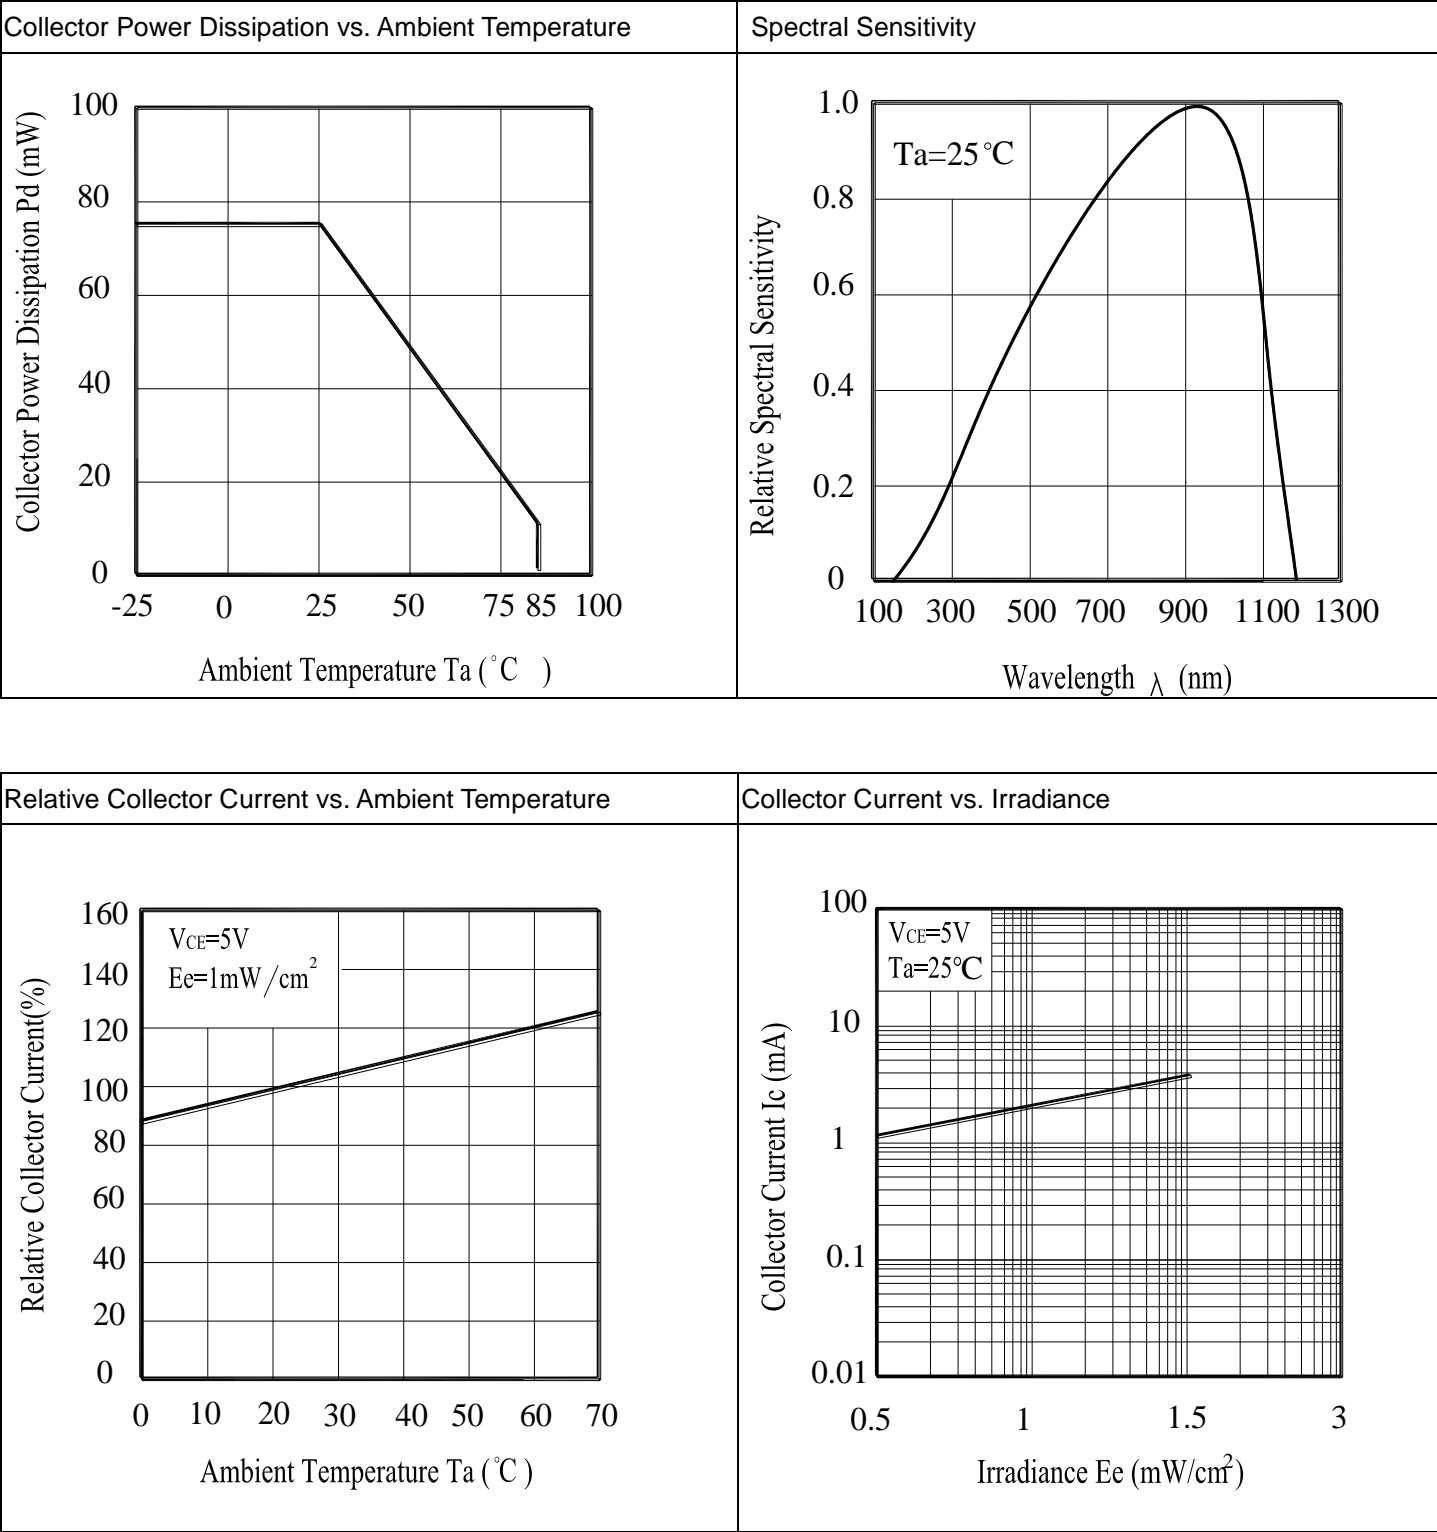 Collector Power Dissipation vs. Ambient Temperature
Collector Power Dissipation Pd (mW)
100
80
60
40
20
0
-25 0 25 50 75 85 100
Ambient Temperature Ta (°C )
Spectral Sensitivity
Relative Spectral Sensitivity
1.0
Ta=25°C
0.8
0.6
0.4
0.2
0
100 300 500 700 900 1100 1300
Wavelength λ (nm)
Relative Collector Current vs. Ambient Temperature
Relative Collector Current(%)
160
VCE=5V
Ee=1mW/cm²
140
120
100
80
60
40
20
0
0 10 20 30 40 50 60 70
Ambient Temperature Ta (°C )
Collector Current vs. Irradiance
Collector Current Ic (mA)
100
VCE=5V
Ta=25°C
10
1
0.1
0.01
0.5 1 1.5 3
Irradiance Ee (mW/cm²)